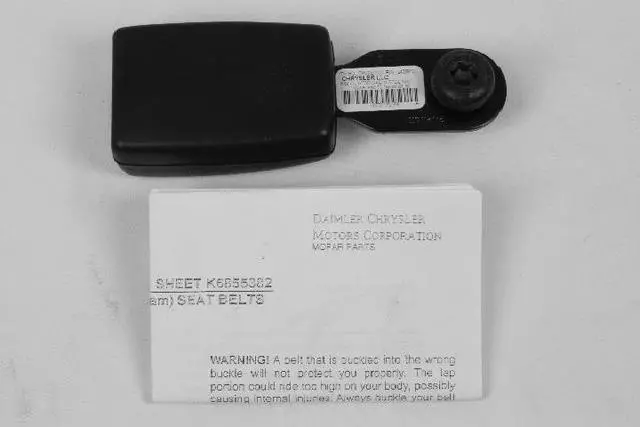 CHRYSLER LLC
DAIMLER CHRYSLER
MOTORS CORPORATION
MOPAR PARTS
SHEET K6855382
am) SEAT BELTS
WARNING! A belt that is buckled into the wrong
buckle will not protect you properly. The lap
portion could ride too high on your body, possibly
causing internal injuries. Always buckle your belt